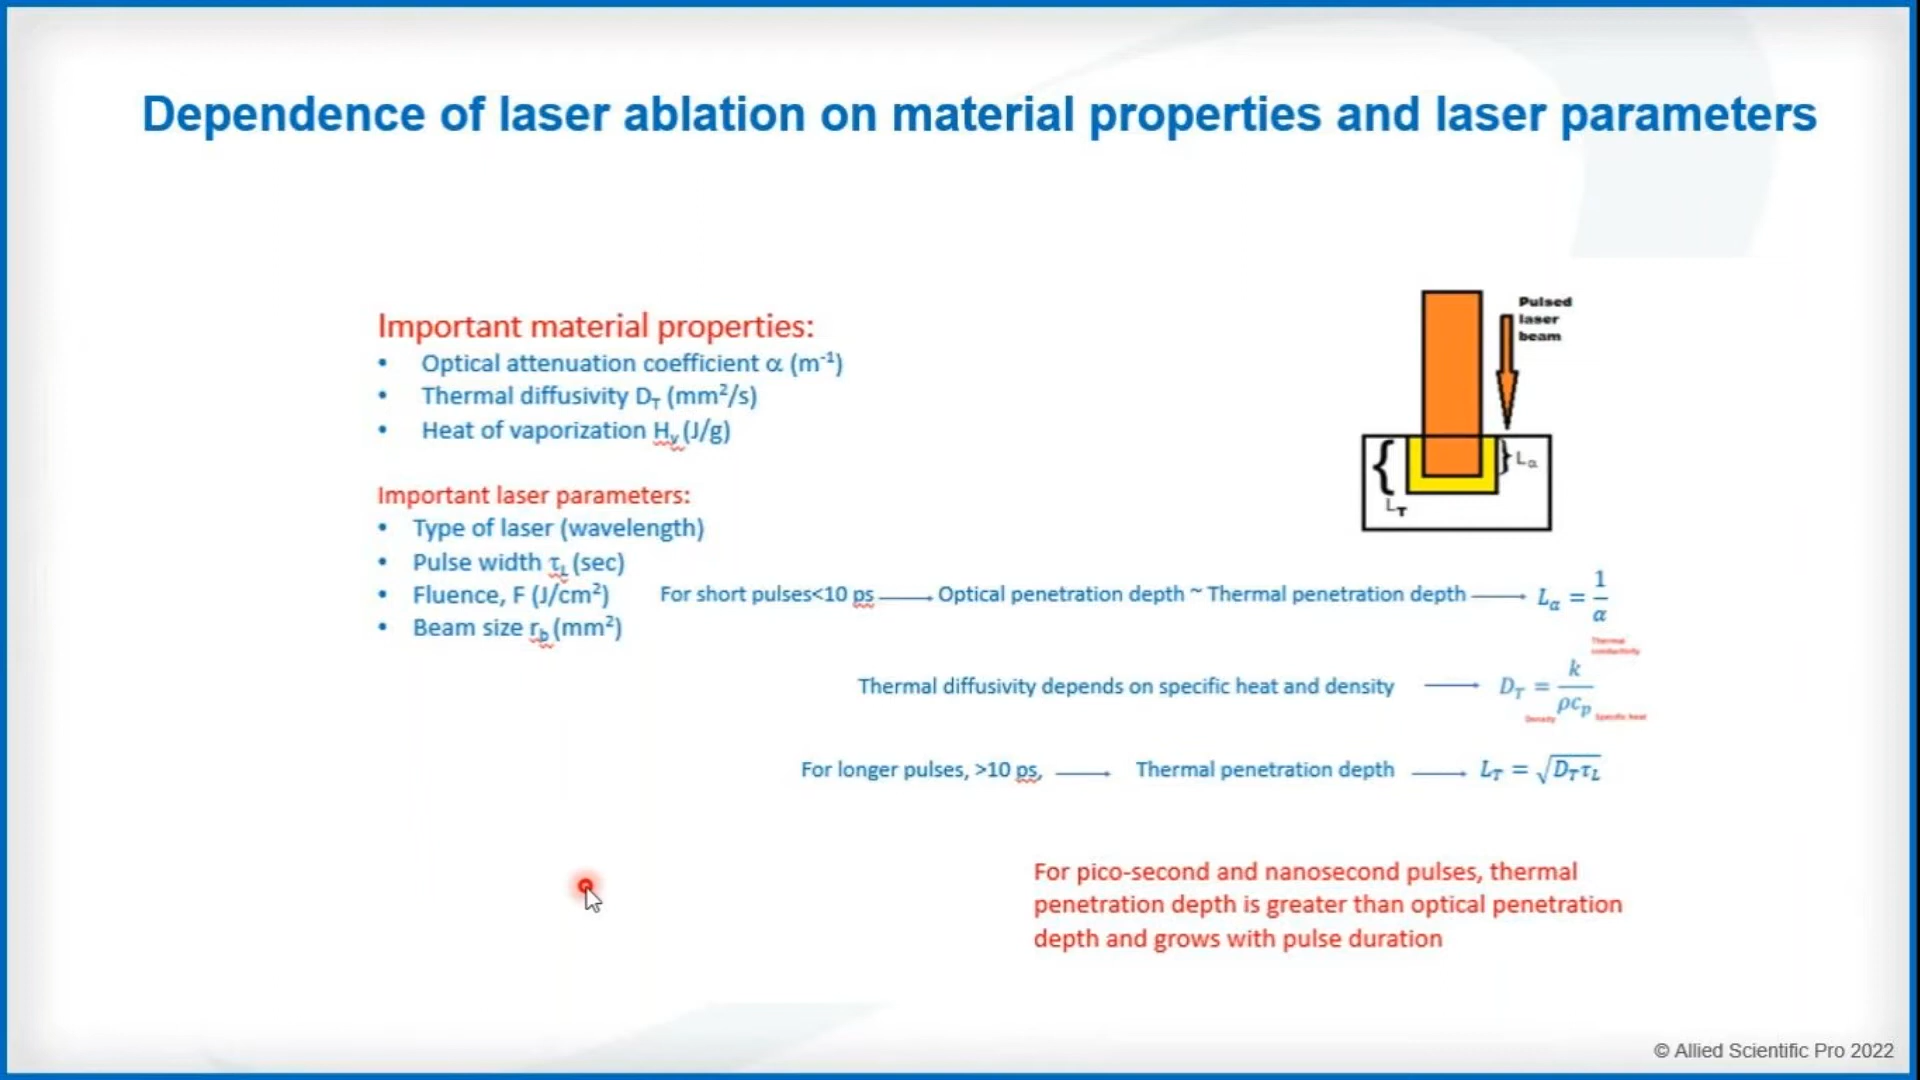 Dependence of laser ablation on material properties and laser parameters
Important material properties:
• Optical attenuation coefficient α (m⁻¹)
• Thermal diffusivity D_T (mm²/s)
• Heat of vaporization H_v (J/g)
Important laser parameters:
• Type of laser (wavelength)
• Pulse width τ_L (sec)
• Fluence, F (J/cm²)
• Beam size r_b (mm²)
Pulsed
laser
beam
L_α
L_T
For short pulses<10 ps → Optical penetration depth ~ Thermal penetration depth → L_α = 1/α
Thermal
conductivity
Thermal diffusivity depends on specific heat and density → D_T = k/ρc_p
Density
Specific heat
For longer pulses, >10 ps, → Thermal penetration depth → L_T = √D_Tτ_L
For pico-second and nanosecond pulses, thermal
penetration depth is greater than optical penetration
depth and grows with pulse duration
© Allied Scientific Pro 2022